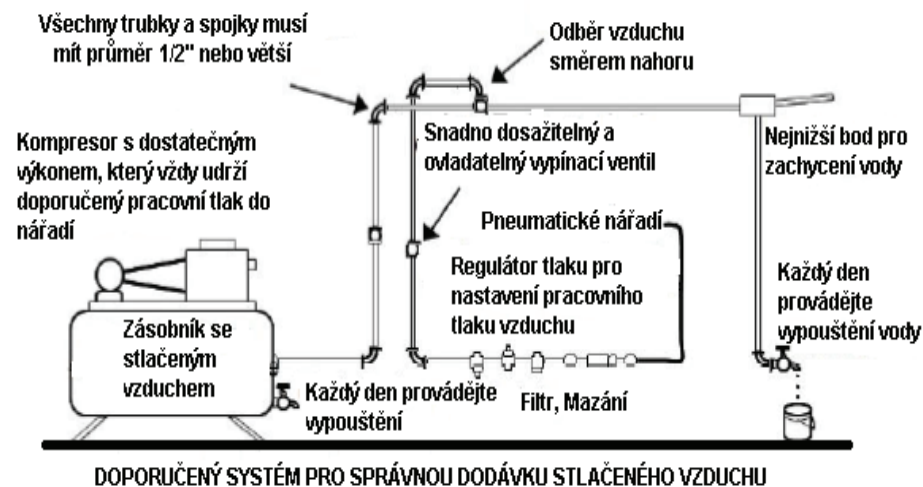 Všechny trubky a spojky musí
mít průměr 1/2" nebo větší
Odběr vzduchu
směrem nahoru
Kompresor s dostatečným
výkonem, který vždy udrží
doporučený pracovní tlak do
nářadí
Snadno dosažitelný a
ovladatelný vypínací ventil
Nejnižší bod pro
zachycení vody
Pneumatické nářadí
Regulátor tlaku pro
nastavení pracovního
tlaku vzduchu
Každý den
provádějte
vypouštění vody
Zásobník se
stlačeným
vzduchem
Každý den provádějte
vypouštění
Filtr, Mazání
DOPORUČENÝ SYSTÉM PRO SPRÁVNOU DODÁVKU STLAČENÉHO VZDUCHU